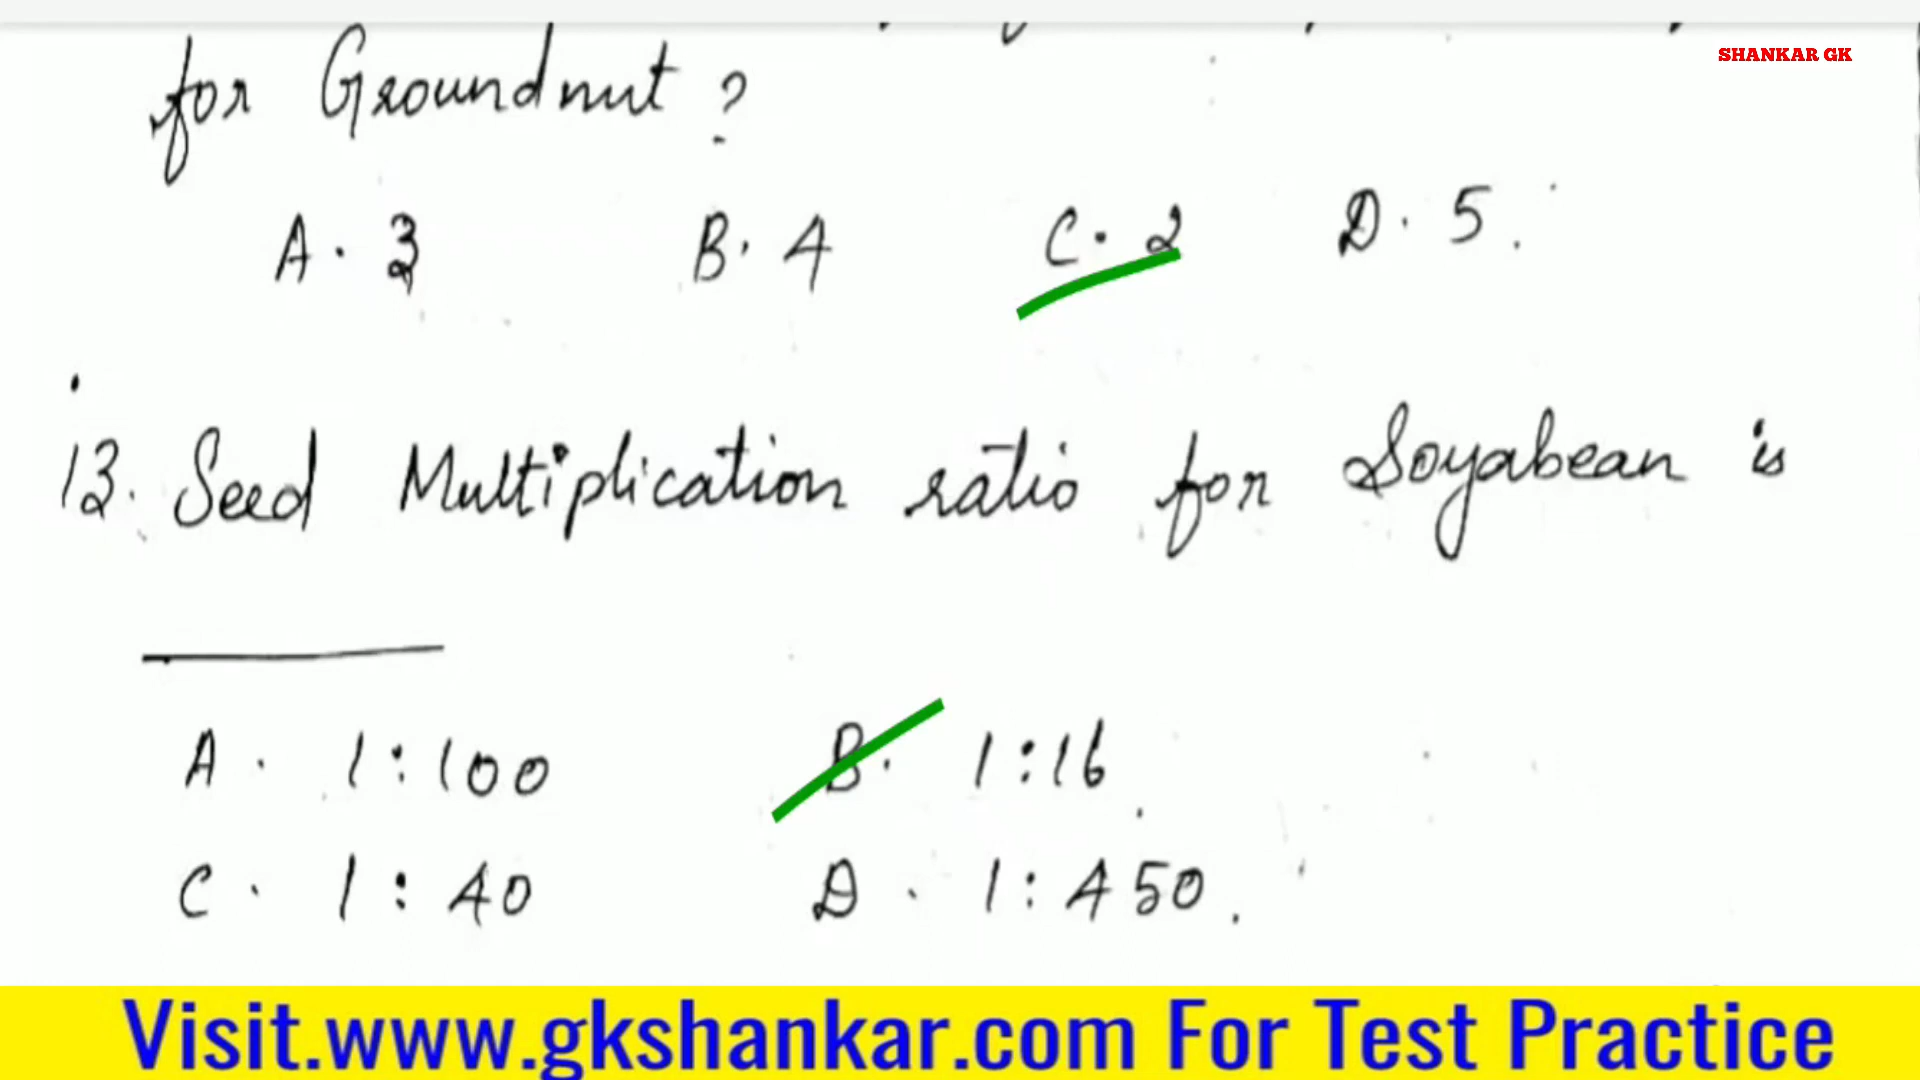 SHANKAR GK
for Groundnut ?
A. 3 B. 4 C. 2 D. 5.
13. Seed Multiplication ratio for Soyabean is
A. 1:100 B. 1:16
C. 1:40 D. 1:450.
Visit.www.gkshankar.com For Test Practice